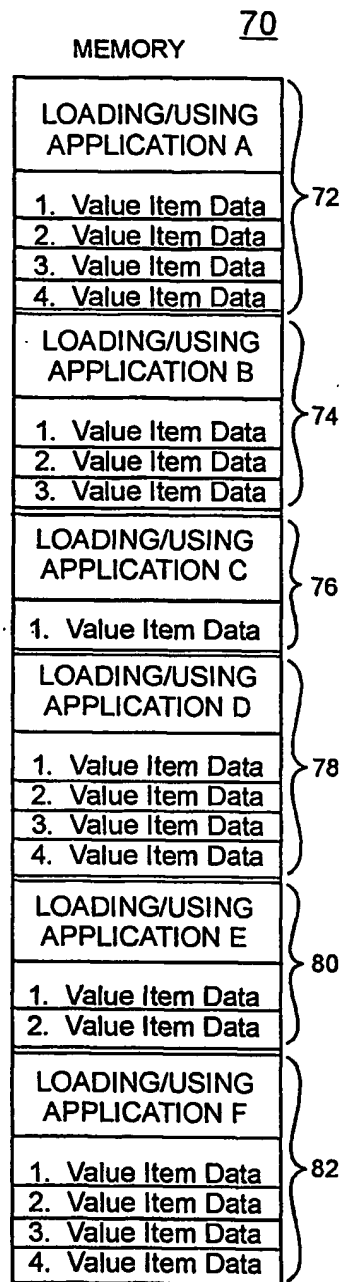 70
MEMORY
LOADING/USING
APPLICATION A
1. Value Item Data
2. Value Item Data
3. Value Item Data
4. Value Item Data
72
LOADING/USING
APPLICATION B
1. Value Item Data
2. Value Item Data
3. Value Item Data
74
LOADING/USING
APPLICATION C
1. Value Item Data
76
LOADING/USING
APPLICATION D
1. Value Item Data
2. Value Item Data
3. Value Item Data
4. Value Item Data
78
LOADING/USING
APPLICATION E
1. Value Item Data
2. Value Item Data
80
LOADING/USING
APPLICATION F
1. Value Item Data
2. Value Item Data
3. Value Item Data
4. Value Item Data
82